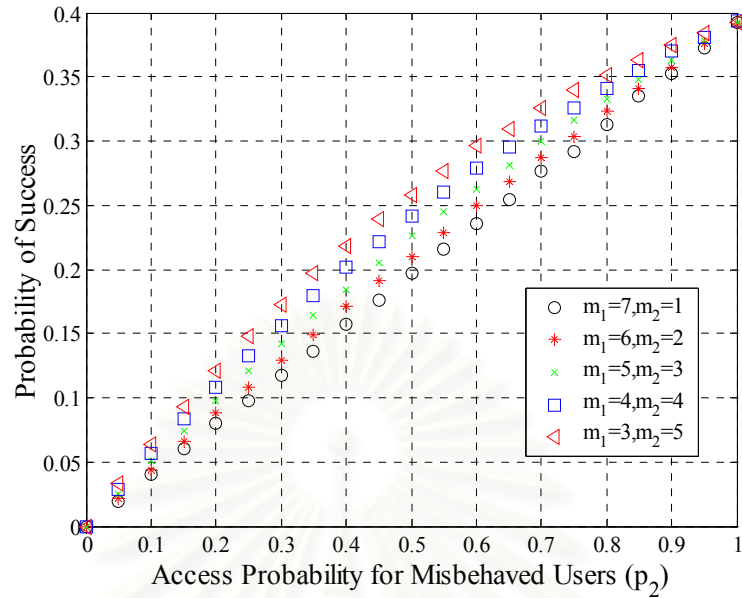 0.4
0.35
0.3
0.25
0.2
0.15
0.1
0.05
0
Probability of Success
m1=7,m2=1
m1=6,m2=2
m1=5,m2=3
m1=4,m2=4
m1=3,m2=5
0 0.1 0.2 0.3 0.4 0.5 0.6 0.7 0.8 0.9 1
Access Probability for Misbehaved Users (p2)